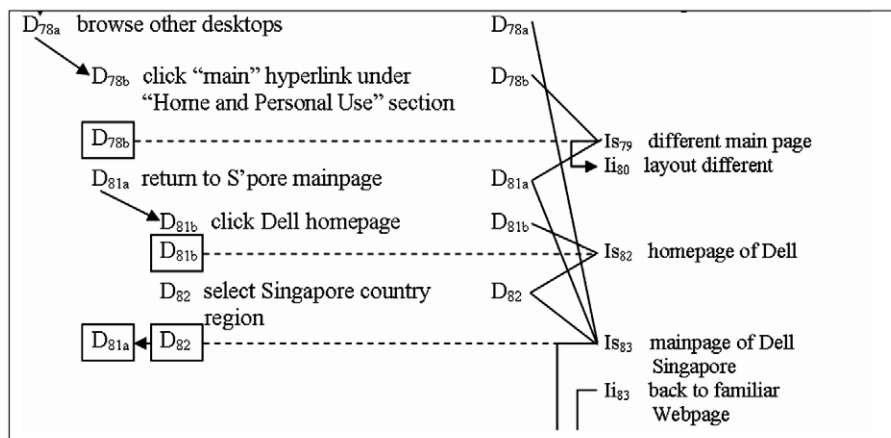 D78a browse other desktops D78a
D78b click “main” hyperlink under D78b
“Home and Personal Use” section
D78b Is79 different main page
Ii80 layout different
D81a return to S’pore mainpage D81a
D81b click Dell homepage D81b
D81b Is82 homepage of Dell
D82 select Singapore country D82
region
D81a D82 Is83 mainpage of Dell
Singapore
Ii83 back to familiar
Webpage